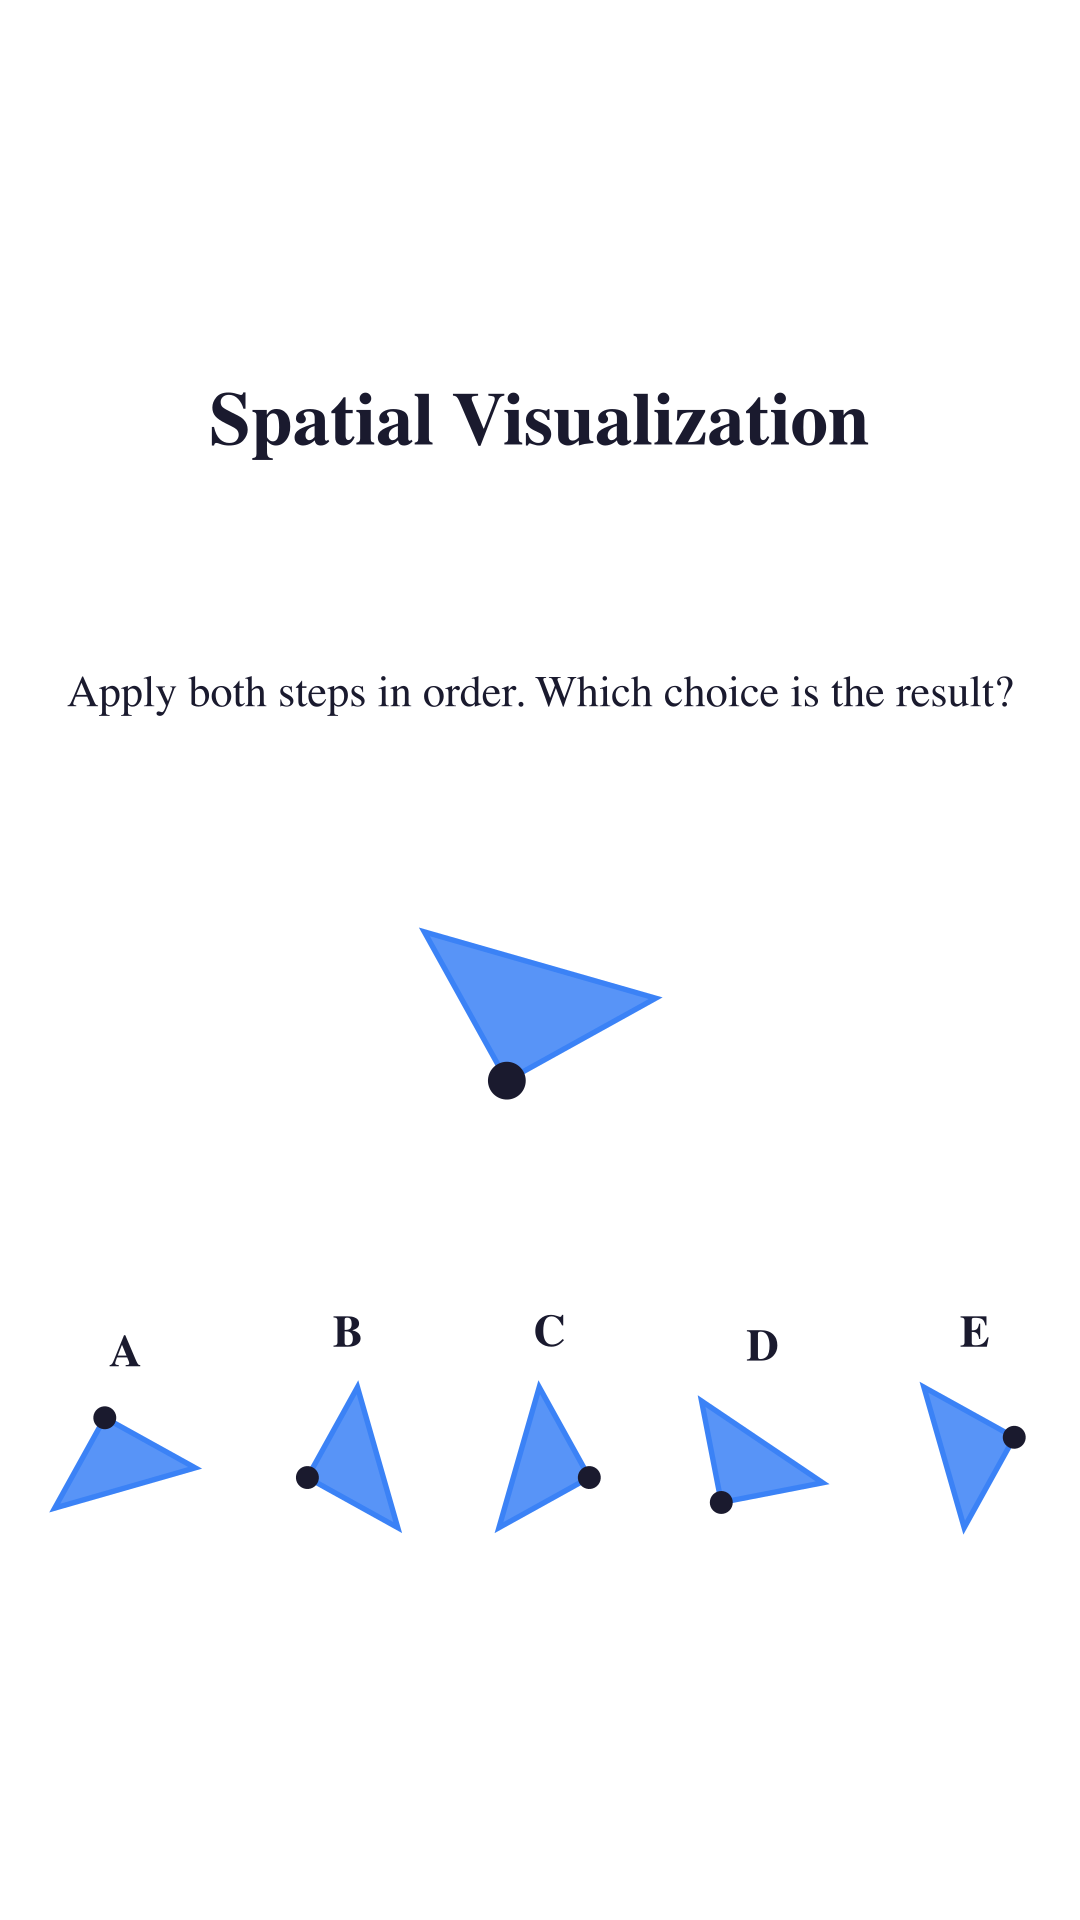 Spatial Visualization
Apply both steps in order. Which choice is the result?
A
B
C
D
E